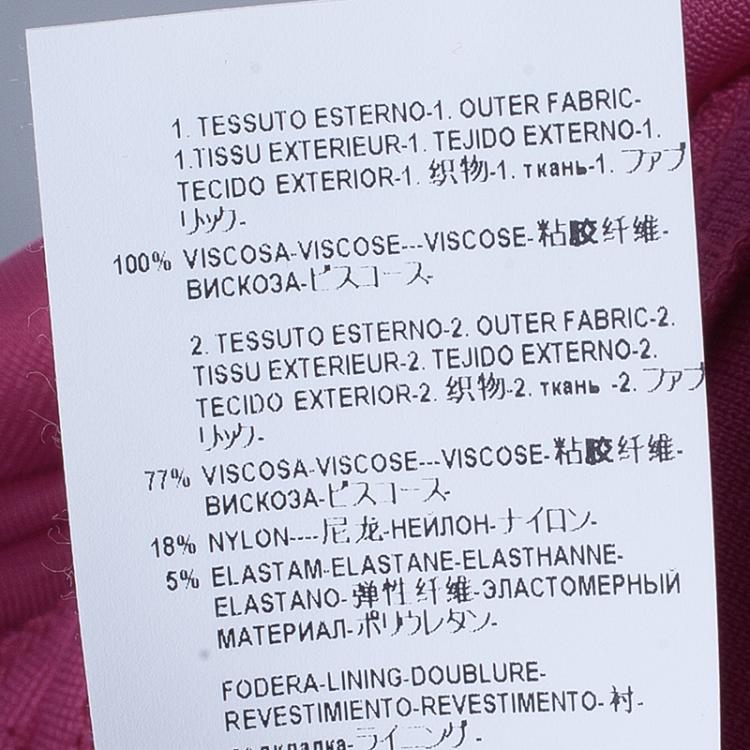 1. TESSUTO ESTERNO-1. OUTER FABRIC-
1.TISSU EXTERIEUR-1. TEJIDO EXTERNO-1.
TECIDO EXTERIOR-1. 织物-1. ткань-1. ファブ
リック-
100% VISCOSA-VISCOSE---VISCOSE-粘胶纤维-
ВИСКОЗА-ビスコース-
2. TESSUTO ESTERNO-2. OUTER FABRIC-2.
TISSU EXTERIEUR-2. TEJIDO EXTERNO-2.
TECIDO EXTERIOR-2. 织物-2. ткань -2. ファブ
リック-
77% VISCOSA-VISCOSE---VISCOSE-粘胶纤维-
ВИСКОЗА-ビスコース-
18% NYLON----尼龙-НЕЙЛОН-ナイロン-
5% ELASTAM-ELASTANE-ELASTHANNE-
ELASTANO-弹性纤维-ЭЛАСТОМЕРНЫЙ
МАТЕРИАЛ-ポリウレタン-
FODERA-LINING-DOUBLURE-
REVESTIMIENTO-REVESTIMENTO-衬-
подкладка-ライニング-